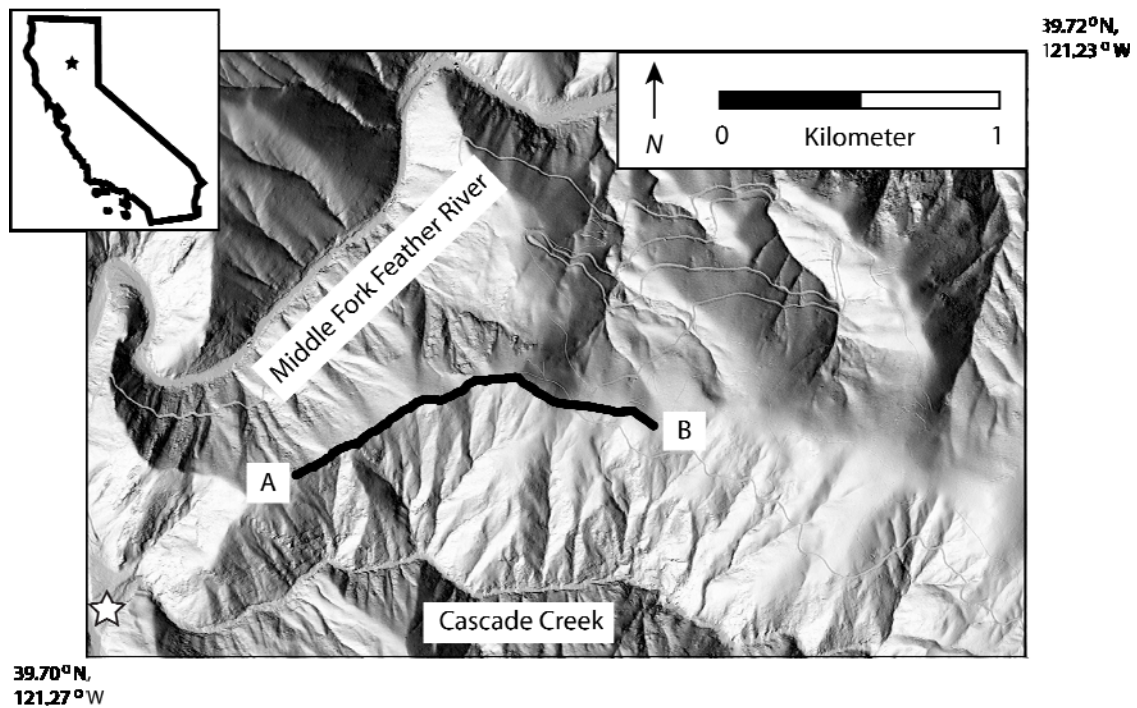 39.72°N,
121.23°W
N
0 Kilometer 1
Middle Fork Feather River
A
B
Cascade Creek
39.70°N,
121.27°W